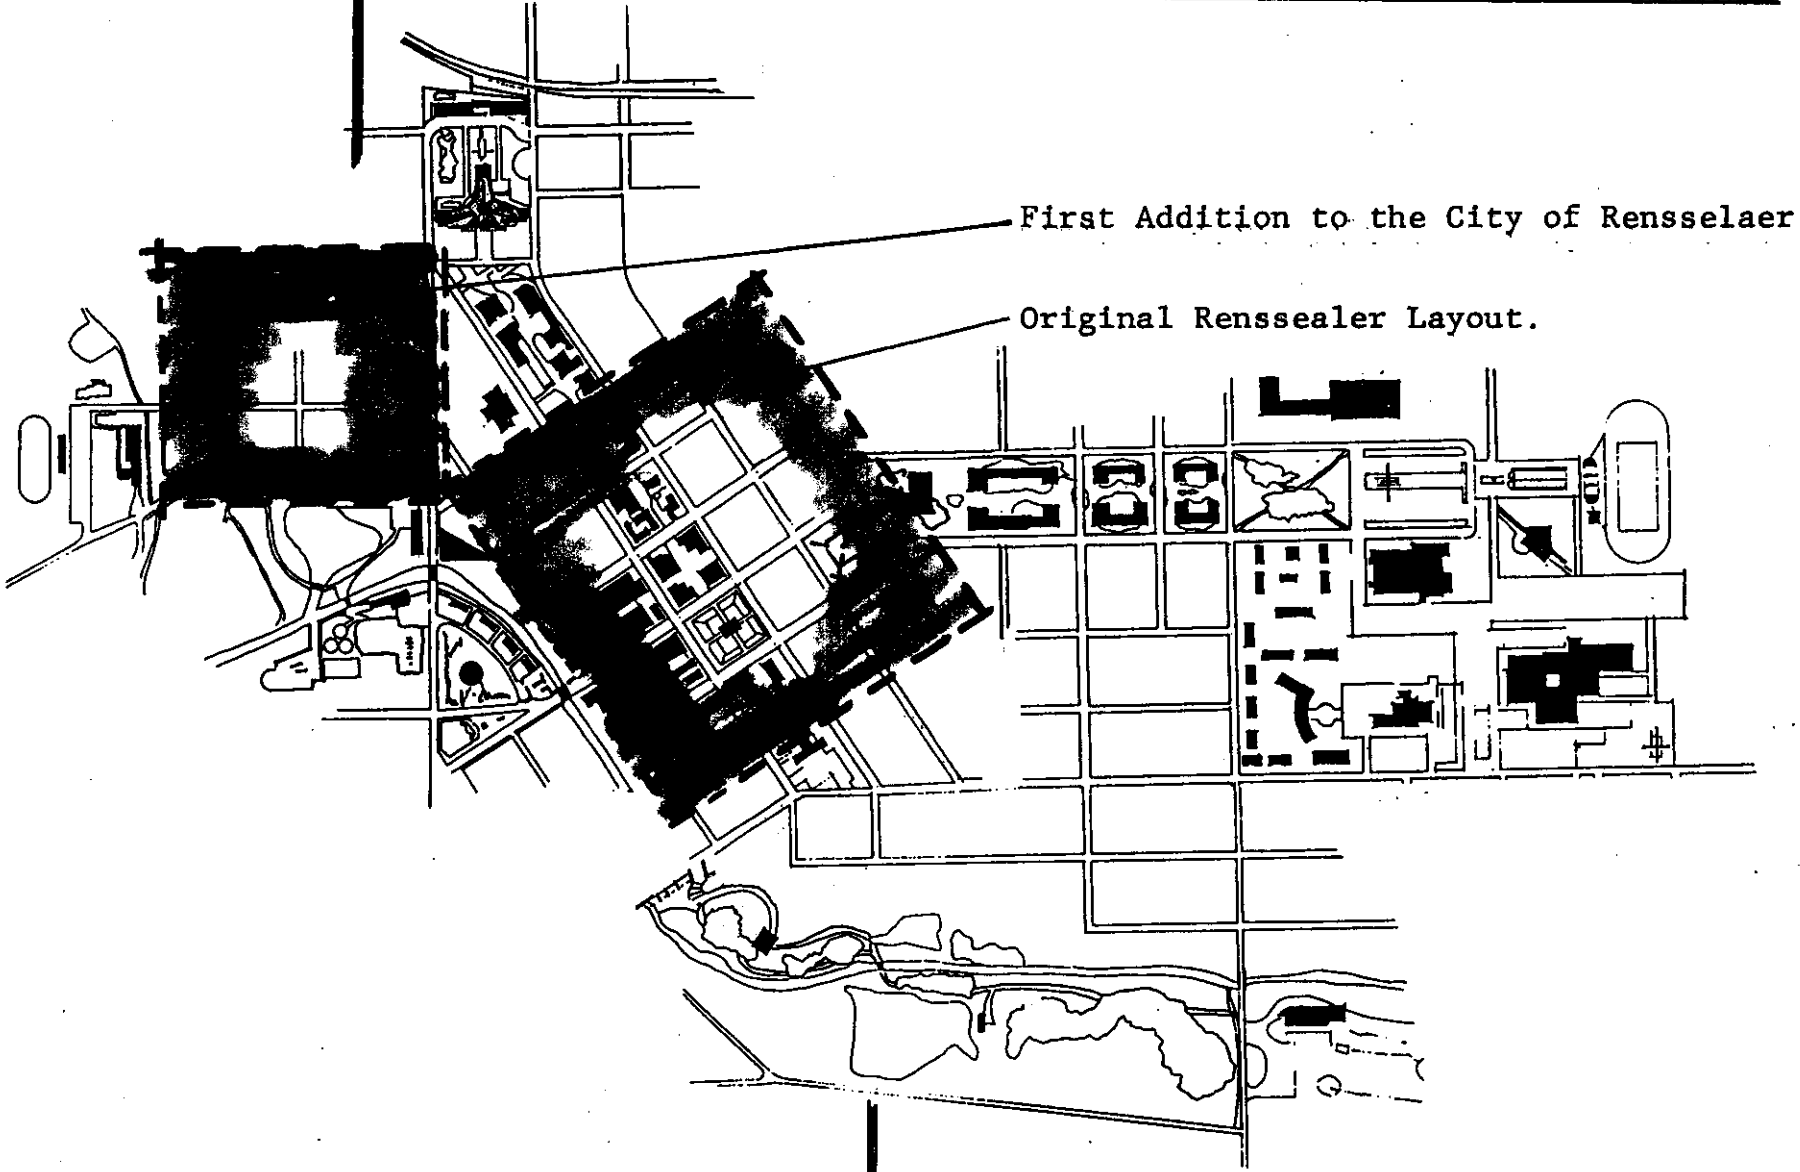 First Addition to the City of Rensselaer
Original Renssealer Layout.